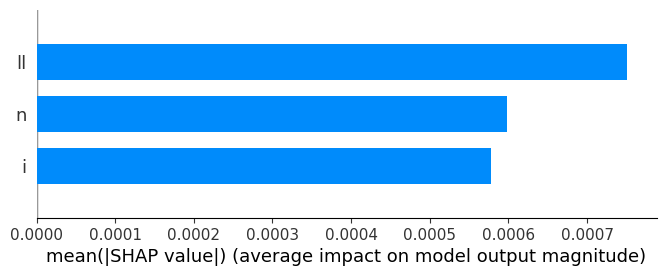 ll
n
i
0.0000 0.0001 0.0002 0.0003 0.0004 0.0005 0.0006 0.0007
mean(|SHAP value|) (average impact on model output magnitude)